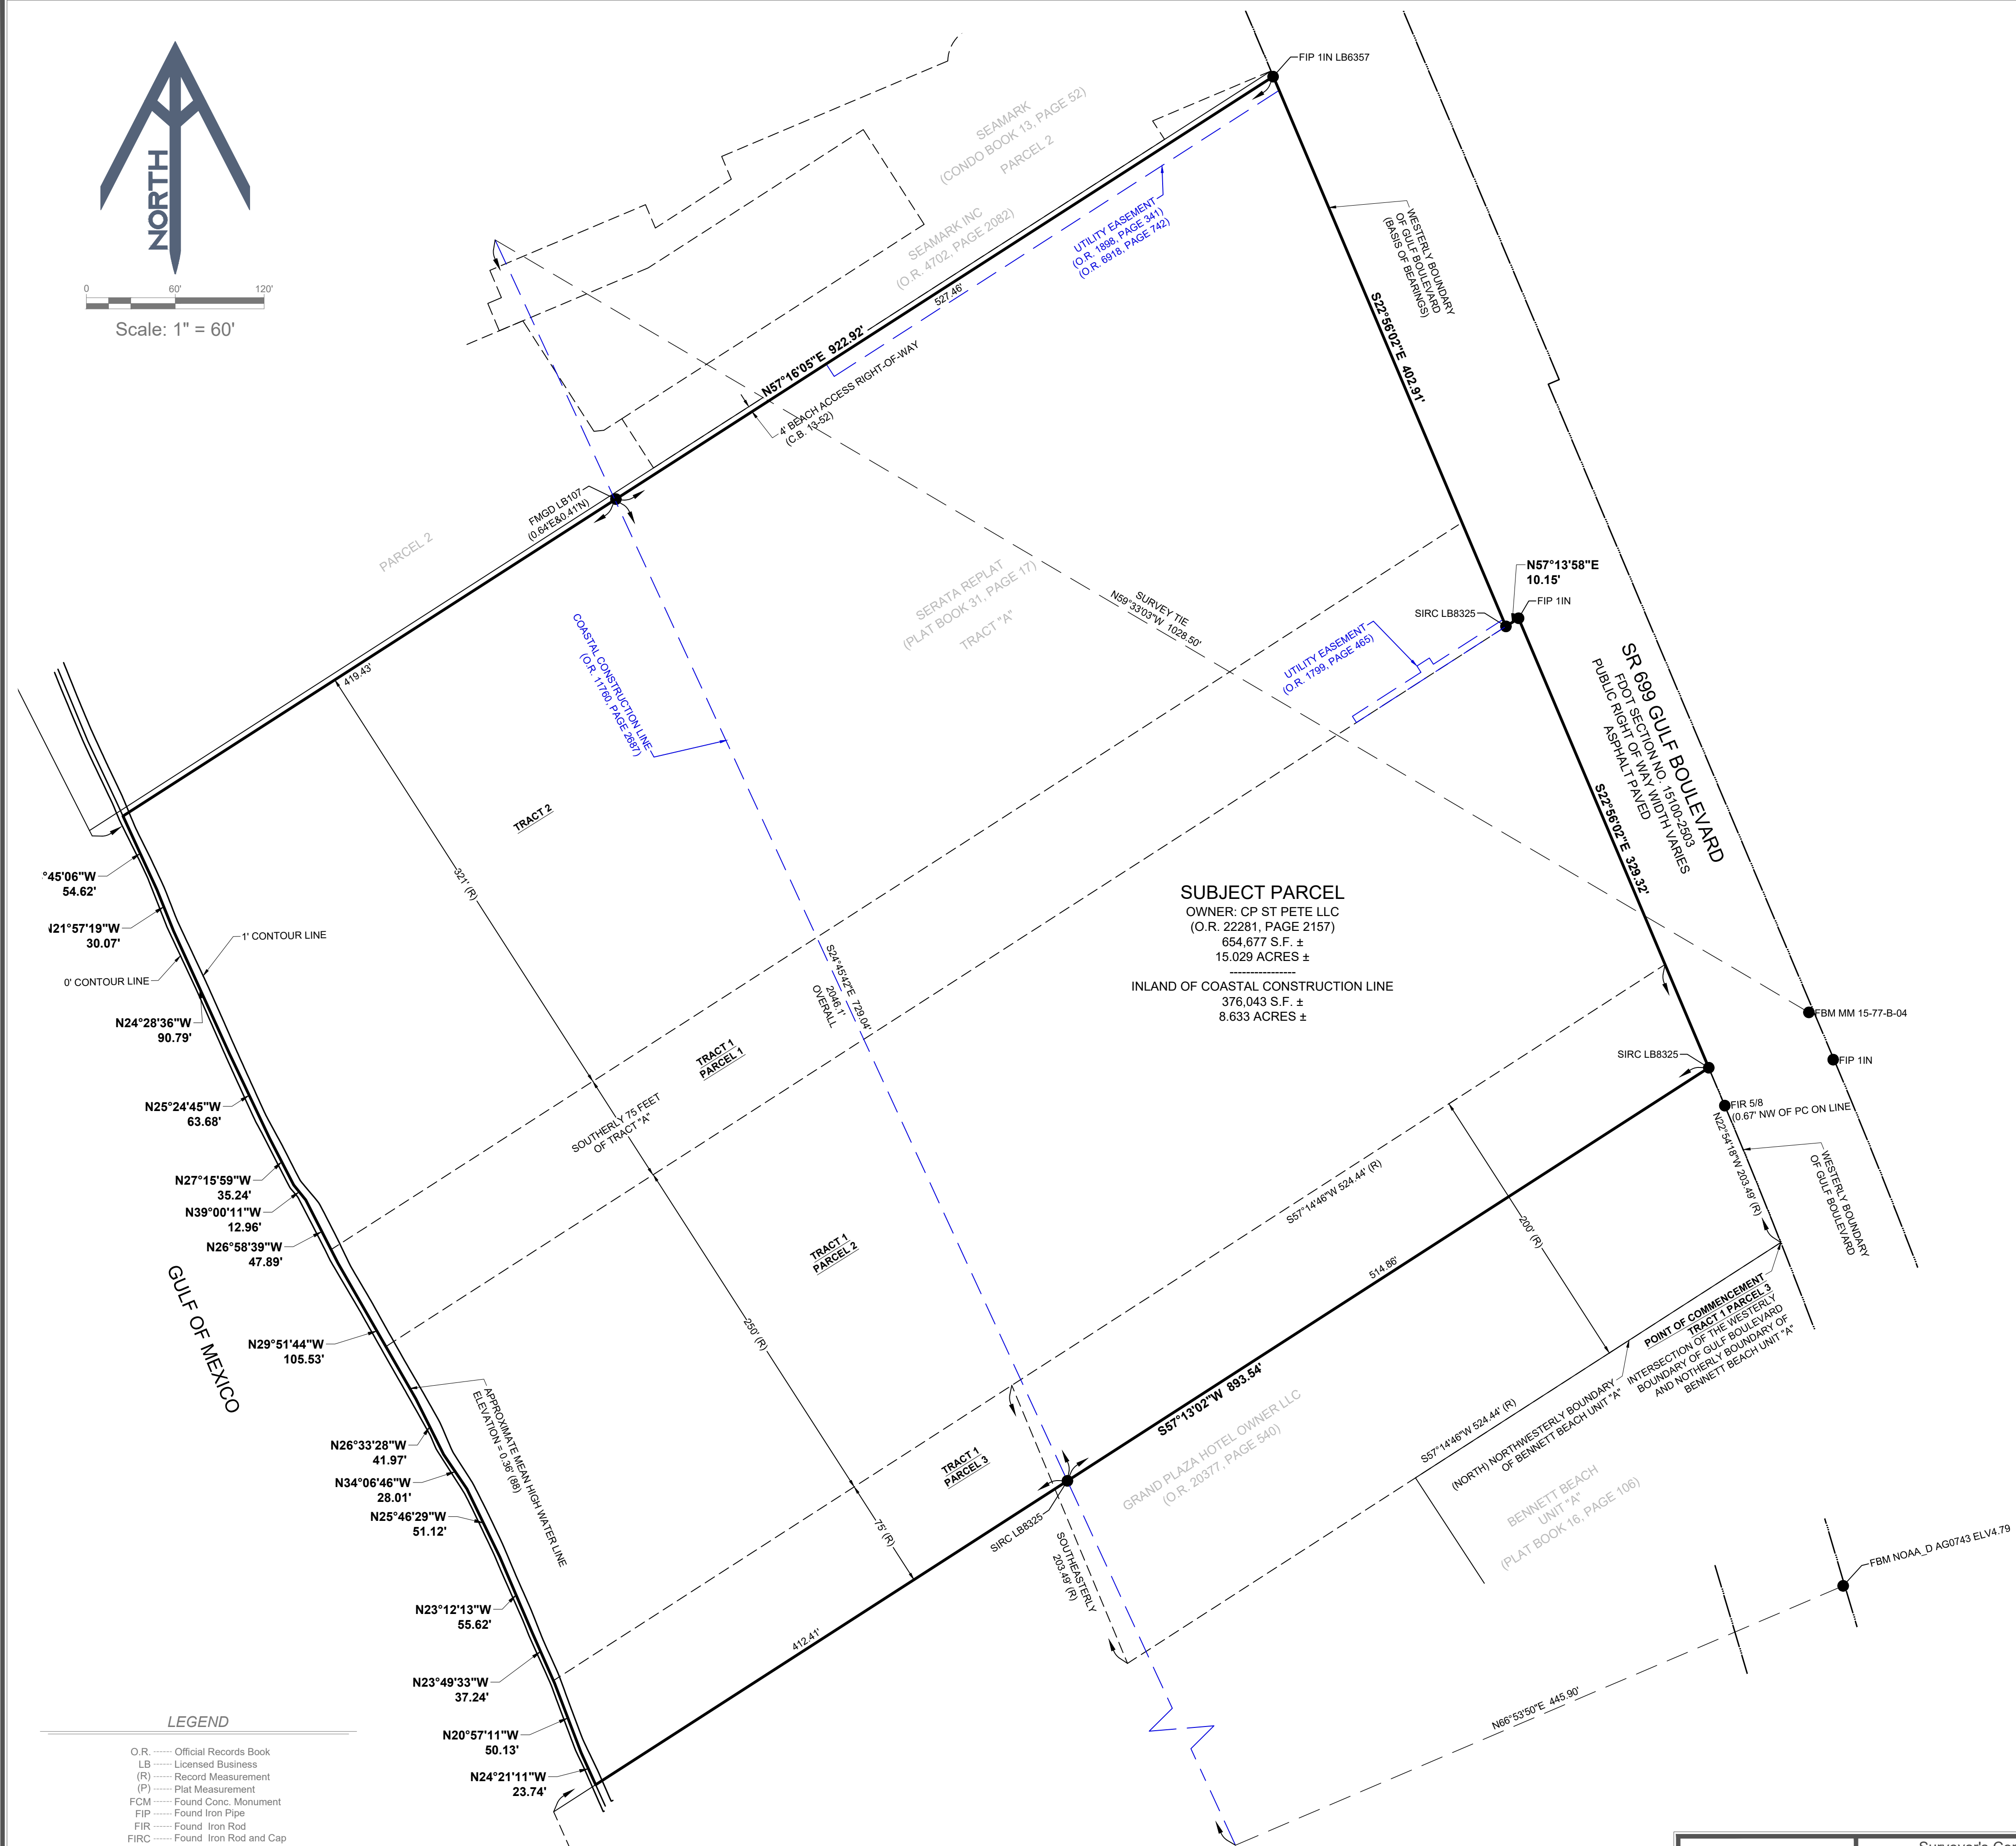 NORTH
0 60' 120'
Scale: 1" = 60'
FIP 1IN LB6357
SEAMARK
(CONDO BOOK 13, PAGE 52)
PARCEL 2
SEAMARK INC
(O.R. 4702, PAGE 2082)
UTILITY EASEMENT
(O.R. 1898, PAGE 341)
(O.R. 6918, PAGE 742)
WESTERLY BOUNDARY
OF GULF BOULEVARD
(BASIS OF BEARINGS)
527.46'
N57°16'05"E 922.92'
4' BEACH ACCESS RIGHT-OF-WAY
(C.B. 13-52)
S22°56'02"E 402.91'
FMGD LB107
(0.64'E&0.41'N)
PARCEL 2
SERATA REPLAT
(PLAT BOOK 31, PAGE 17)
TRACT "A"
SURVEY TIE
N59°33'03"W 1028.50'
N57°13'58"E
10.15'
FIP 1IN
SIRC LB8325
UTILITY EASEMENT
(O.R. 1799, PAGE 465)
COASTAL CONSTRUCTION LINE
(O.R. 11760, PAGE 2687)
419.43'
SR 699 GULF BOULEVARD
FDOT SECTION NO. 15100-2503
PUBLIC RIGHT OF WAY WIDTH VARIES
ASPHALT PAVED
TRACT 2
S22°56'02"E 329.32'
321' (R)
°45'06"W
54.62'
N21°57'19"W
30.07'
1' CONTOUR LINE
0' CONTOUR LINE
SUBJECT PARCEL
OWNER: CP ST PETE LLC
(O.R. 22281, PAGE 2157)
654,677 S.F. ±
15.029 ACRES ±
----------------
INLAND OF COASTAL CONSTRUCTION LINE
376,043 S.F. ±
8.633 ACRES ±
S24°45'42"E 729.04'
2046.1'
OVERALL
N24°28'36"W
90.79'
FBM MM 15-77-B-04
FIP 1IN
SIRC LB8325
TRACT 1
PARCEL 1
SOUTHERLY 75 FEET
OF TRACT "A"
N25°24'45"W
63.68'
FIR 5/8
(0.67' NW OF PC ON LINE
N22°54'18"W 203.49' (R)
WESTERLY BOUNDARY
OF GULF BOULEVARD
N27°15'59"W
35.24'
N39°00'11"W
12.96'
N26°58'39"W
47.89'
S57°14'46"W 524.44' (R)
200' (R)
TRACT 1
PARCEL 2
514.86'
GULF OF MEXICO
250' (R)
N29°51'44"W
105.53'
POINT OF COMMENCEMENT
TRACT 1 PARCEL 3
INTERSECTION OF THE WESTERLY
BOUNDARY OF GULF BOULEVARD
AND NOTHERLY BOUNDARY OF
BENNETT BEACH UNIT "A"
APPROXIMATE MEAN HIGH WATER LINE
ELEVATION = 0.36' (88)
S57°13'02"W 893.54'
GRAND PLAZA HOTEL OWNER LLC
(O.R. 20377, PAGE 540)
S57°14'46"W 524.44' (R)
(NORTH) NORTHWESTERLY BOUNDARY
OF BENNETT BEACH UNIT "A"
N26°33'28"W
41.97'
N34°06'46"W
28.01'
N25°46'29"W
51.12'
TRACT 1
PARCEL 3
BENNETT BEACH
UNIT "A"
(PLAT BOOK 16, PAGE 106)
75' (R)
SIRC LB8325
SOUTHEASTERLY
203.49' (R)
FBM NOAA_D AG0743 ELV4.79
N23°12'13"W
55.62'
412.41'
N23°49'33"W
37.24'
N66°53'50"E 445.90'
N20°57'11"W
50.13'
N24°21'11"W
23.74'
LEGEND
O.R. ------ Official Records Book
LB ------ Licensed Business
(R) ------ Record Measurement
(P) ------ Plat Measurement
FCM ------ Found Conc. Monument
FIP ------ Found Iron Pipe
FIR ------ Found Iron Rod
FIRC ------ Found Iron Rod and Cap